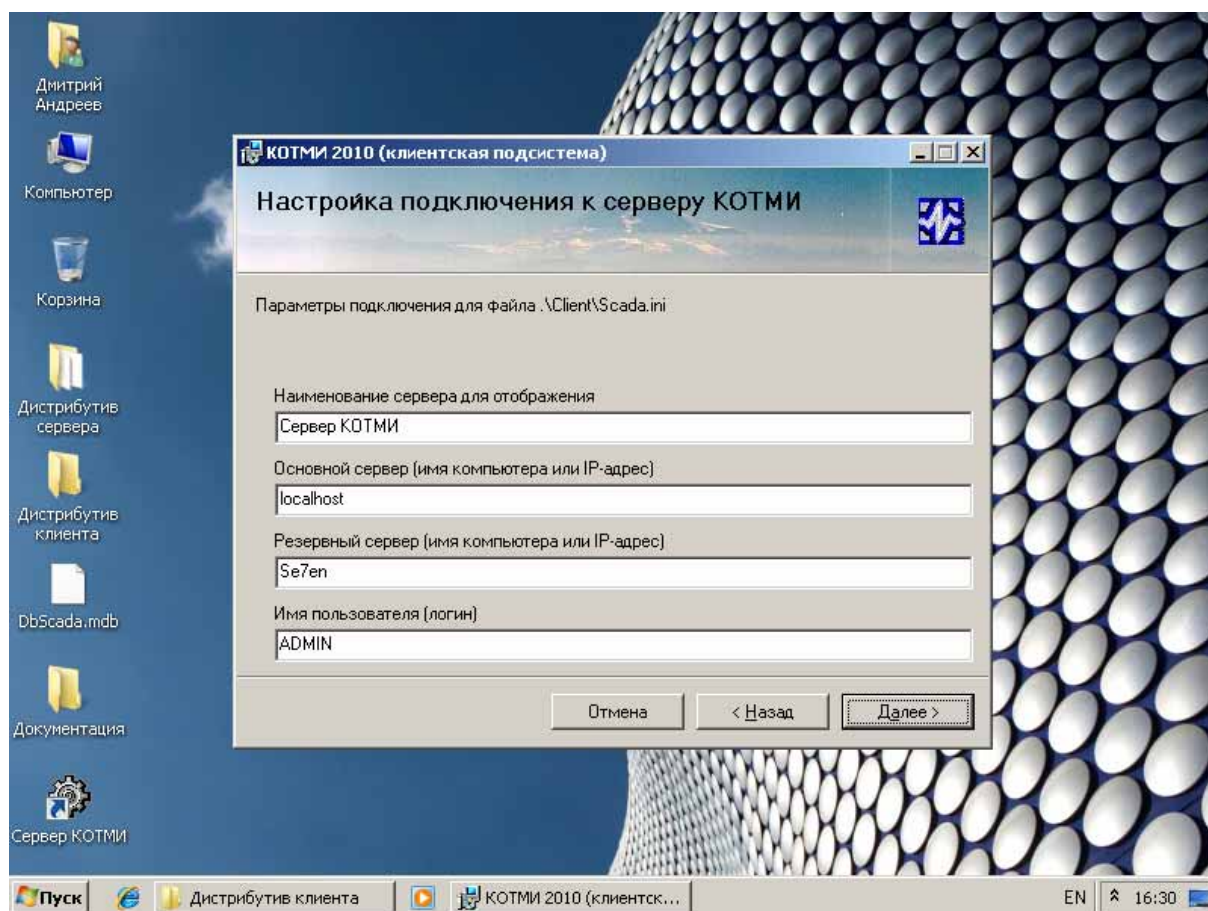 Дмитрий
Андреев
Компьютер
Корзина
Дистрибутив
сервера
Дистрибутив
клиента
DbScada.mdb
Документация
Сервер КОТМИ
КОТМИ 2010 (клиентская подсистема)
Настройка подключения к серверу КОТМИ
Параметры подключения для файла .\Client\Scada.ini
Наименование сервера для отображения
Сервер КОТМИ
Основной сервер (имя компьютера или IP-адрес)
localhost
Резервный сервер (имя компьютера или IP-адрес)
Se7en
Имя пользователя (логин)
ADMIN
Отмена
< Назад
Далее >
Пуск
Дистрибутив клиента
КОТМИ 2010 (клиентск...
EN
16:30